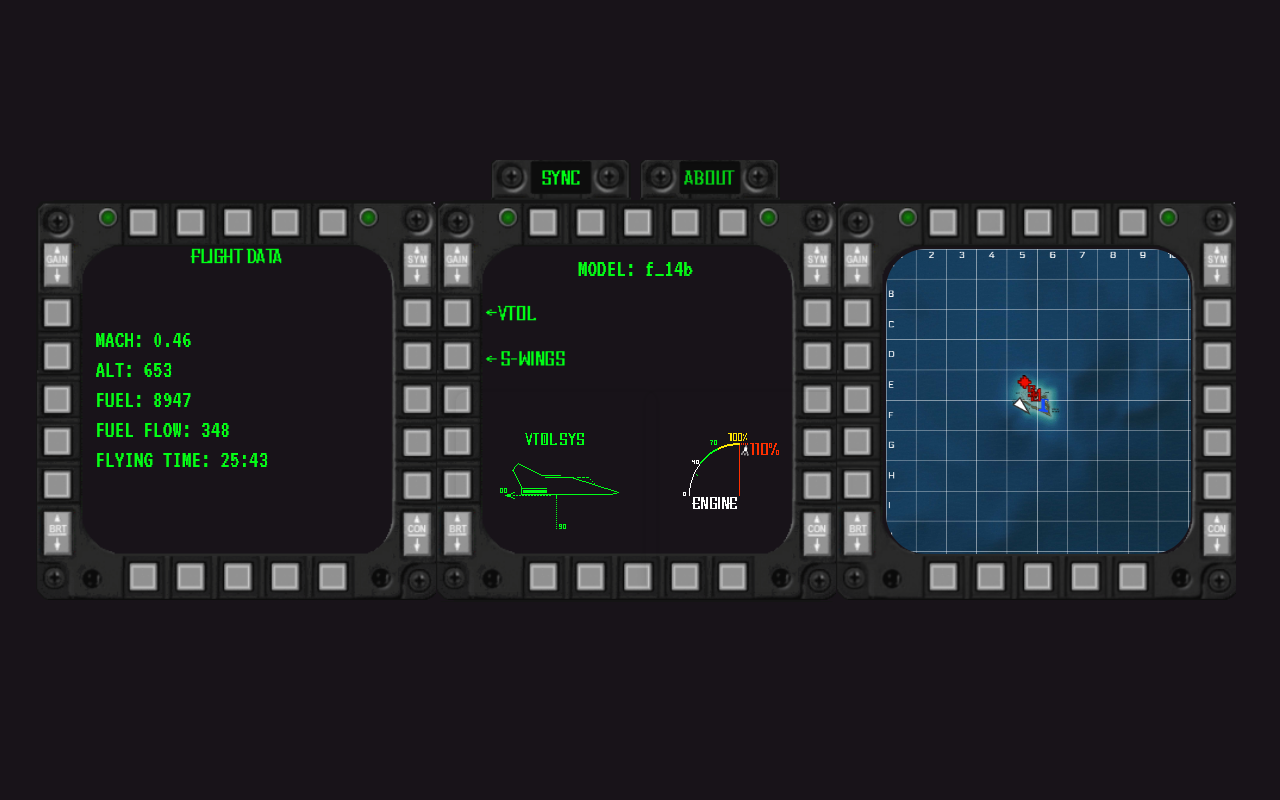 SYNC
ABOUT
GAIN
SYM
FLIGHT DATA
MACH: 0.46
ALT: 653
FUEL: 8947
FUEL FLOW: 348
FLYING TIME: 25:43
BRT
CON
GAIN
SYM
MODEL: f_14b
←VTOL
←S-WINGS
VTOL SYS
00
90
0
40
70
100%
110%
ENGINE
BRT
CON
GAIN
SYM
2 3 4 5 6 7 8 9
B
C
D
E
F
G
H
I
BRT
CON